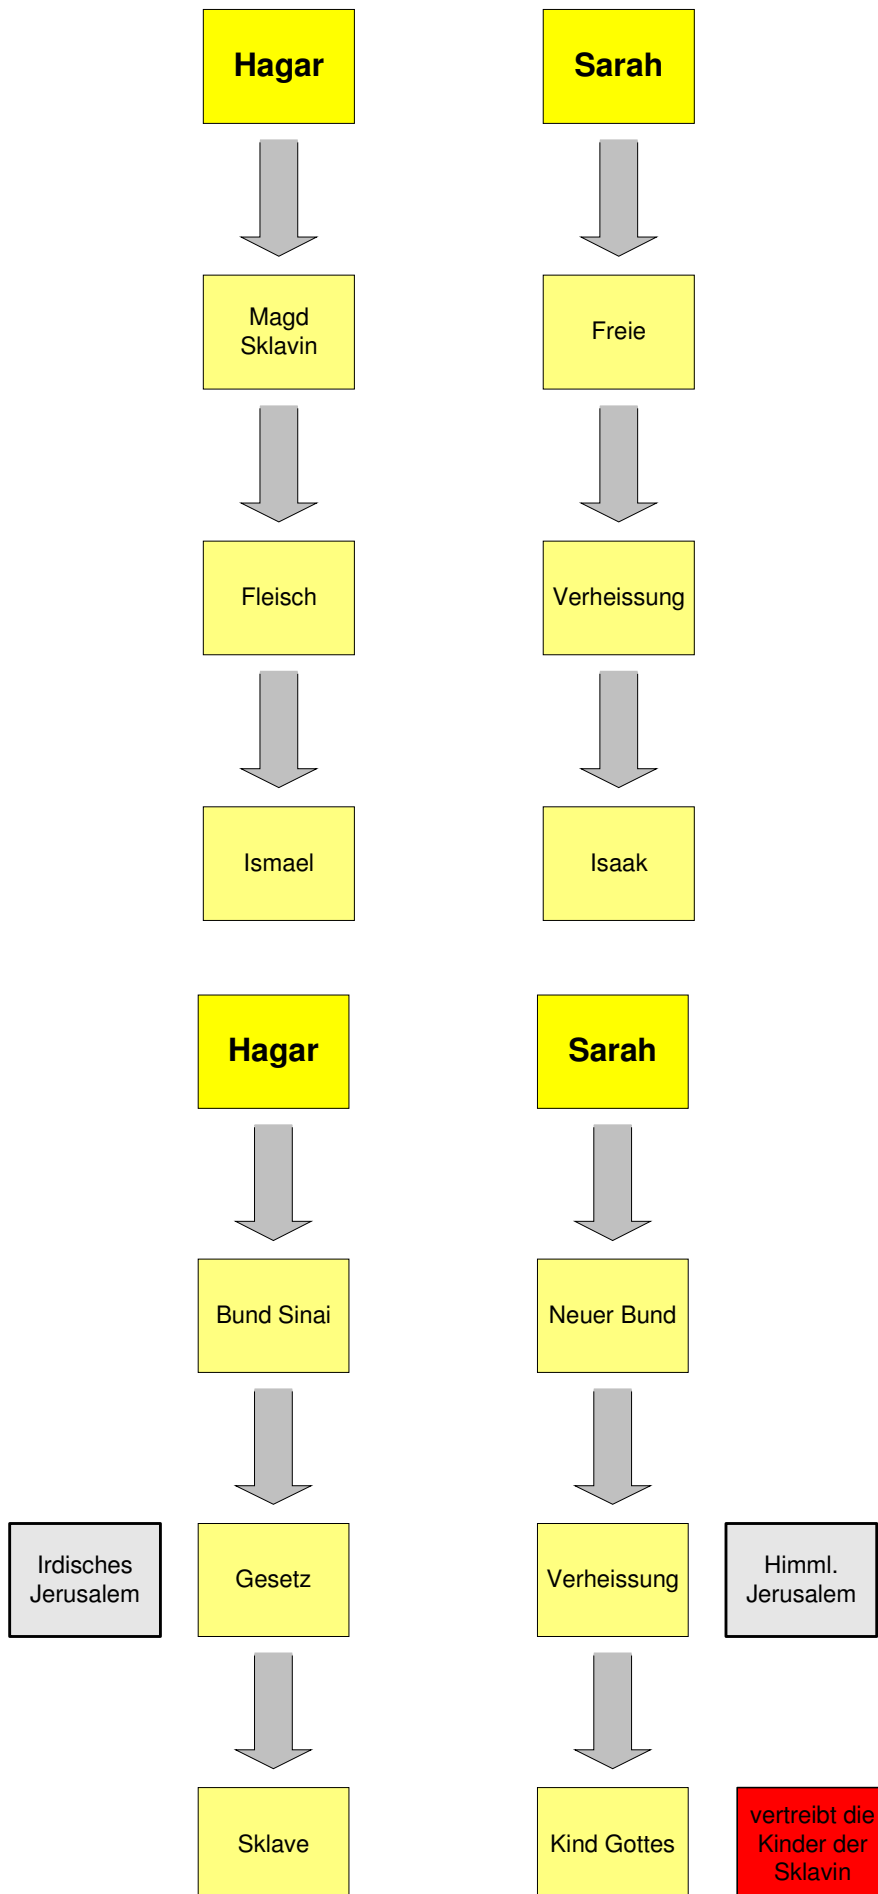 Hagar
Sarah
Magd
Sklavin
Freie
Fleisch
Verheissung
Ismael
Isaak
Hagar
Sarah
Bund Sinai
Neuer Bund
Irdisches
Jerusalem
Gesetz
Verheissung
Himml.
Jerusalem
Sklave
Kind Gottes
vertreibt die
Kinder der
Sklavin